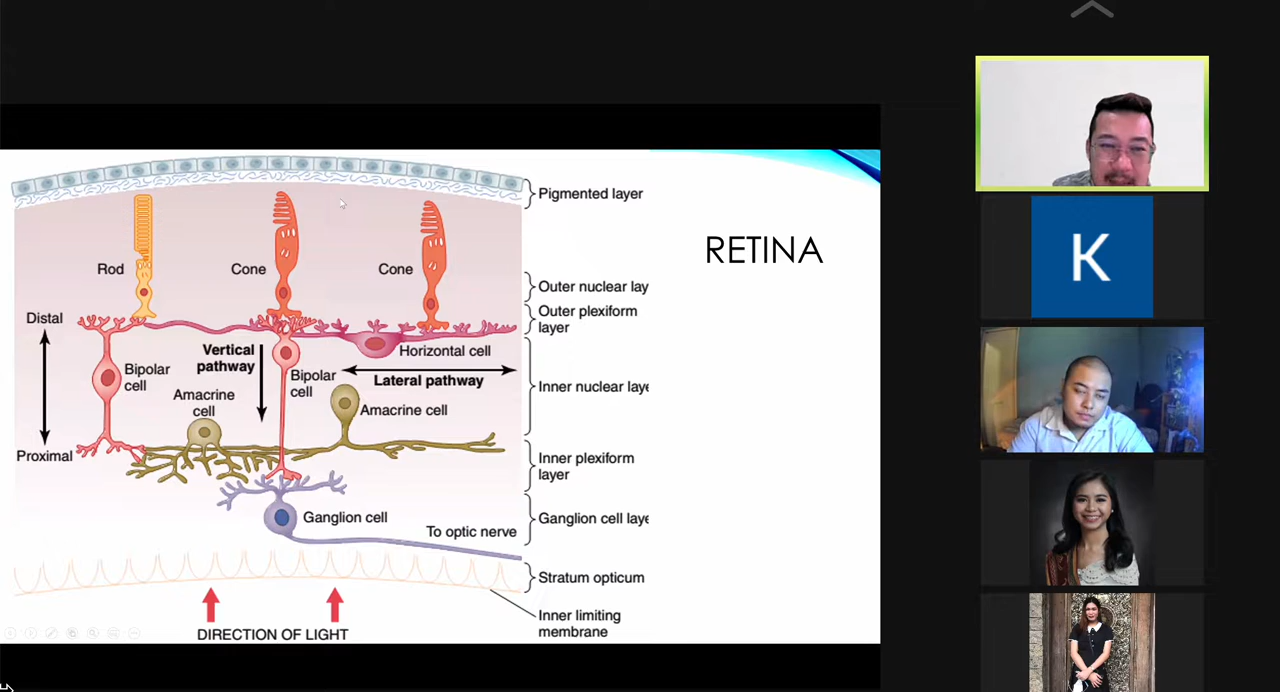 RETINA
Pigmented layer
Rod
Cone
Cone
Outer nuclear lay
Outer plexiform
layer
Distal
Vertical
pathway
Horizontal cell
Bipolar
cell
Bipolar
cell
Lateral pathway
Inner nuclear laye
Amacrine
cell
Amacrine cell
Proximal
Inner plexiform
layer
Ganglion cell
Ganglion cell laye
To optic nerve
Stratum opticum
Inner limiting
membrane
DIRECTION OF LIGHT
K